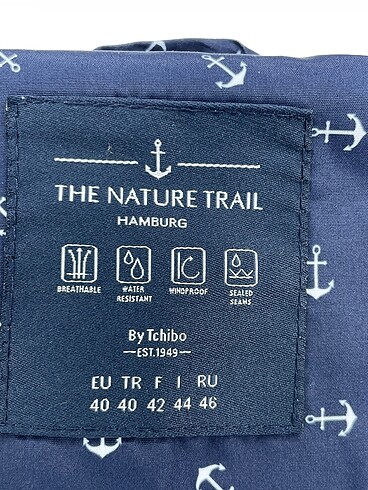 THE NATURE TRAIL
HAMBURG
BREATHABLE WATER RESISTANT WINDPROOF SEALED SEAMS
By Tchibo
—EST.1949—
EU TR F I RU
40 40 42 44 46